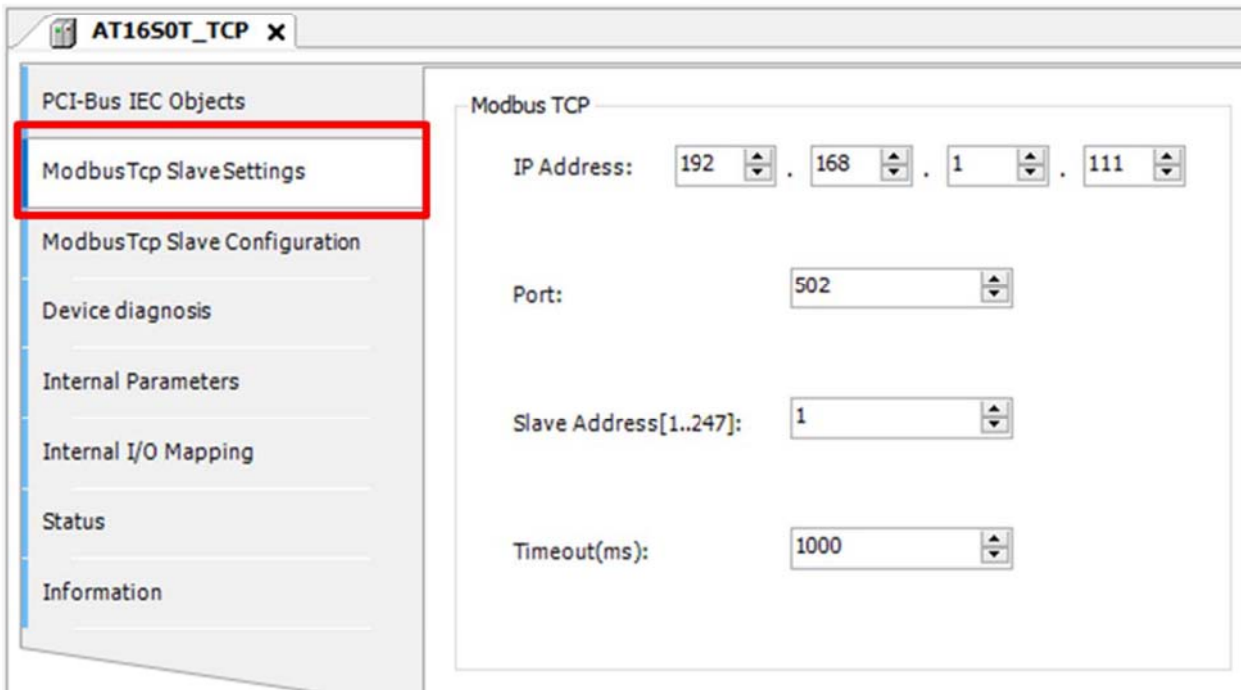 AT16S0T_TCP
PCI-Bus IEC Objects
ModbusTcp Slave Settings
ModbusTcp Slave Configuration
Device diagnosis
Internal Parameters
Internal I/O Mapping
Status
Information
Modbus TCP
IP Address: 192 . 168 . 1 . 111
Port: 502
Slave Address[1..247]: 1
Timeout(ms): 1000